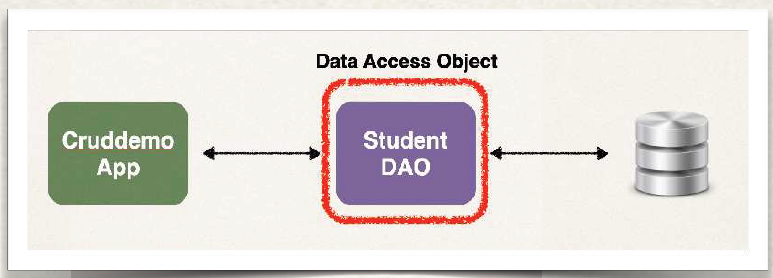 Data Access Object
Cruddemo
App
Student
DAO